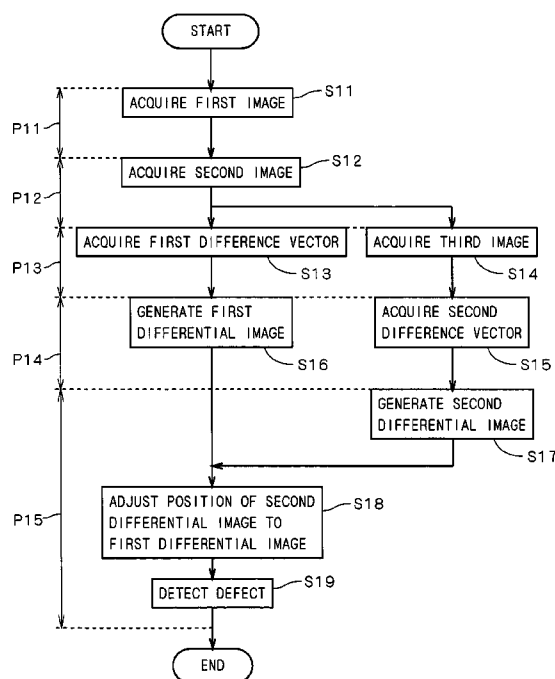 START
ACQUIRE FIRST IMAGE
S11
P11
ACQUIRE SECOND IMAGE
S12
P12
ACQUIRE FIRST DIFFERENCE VECTOR
S13
ACQUIRE THIRD IMAGE
S14
P13
GENERATE FIRST
DIFFERENTIAL IMAGE
S16
ACQUIRE SECOND
DIFFERENCE VECTOR
S15
P14
GENERATE SECOND
DIFFERENTIAL IMAGE
S17
P15
ADJUST POSITION OF SECOND
DIFFERENTIAL IMAGE TO
FIRST DIFFERENTIAL IMAGE
S18
DETECT DEFECT
S19
END